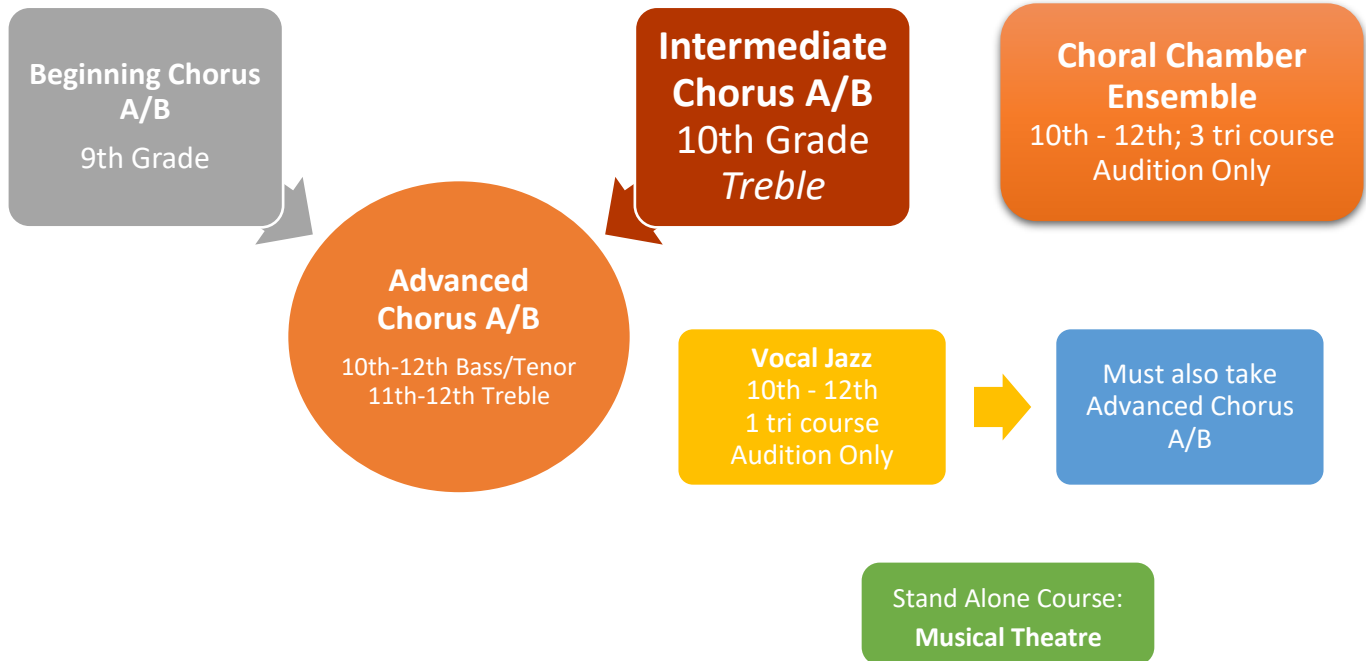 Beginning Chorus
A/B
9th Grade
Intermediate
Chorus A/B
10th Grade
Treble
Choral Chamber
Ensemble
10th - 12th; 3 tri course
Audition Only
Advanced
Chorus A/B
10th-12th Bass/Tenor
11th-12th Treble
Vocal Jazz
10th - 12th
1 tri course
Audition Only
Must also take
Advanced Chorus
A/B
Stand Alone Course:
Musical Theatre